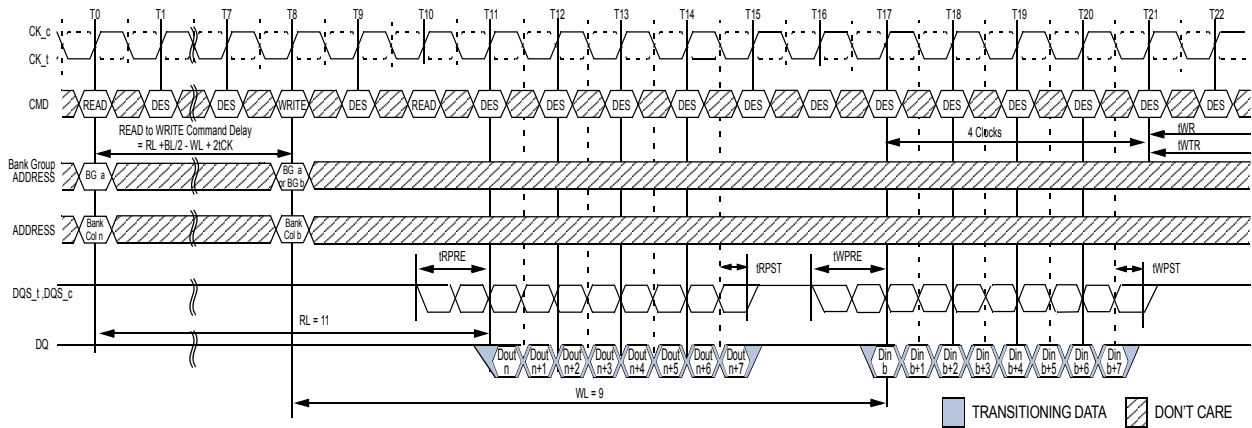 T0 T1 T7 T8 T9 T10 T11 T12 T13 T14 T15 T16 T17 T18 T19 T20 T21 T22
CK_c
CK_t
CMD READ DES DES WRITE DES READ DES DES DES DES DES DES DES DES DES DES DES DES
READ to WRITE Command Delay
= RL +BL/2 - WL + 2tCK
4 Clocks
tWR
tWTR
Bank Group
ADDRESS
BG a
BG a
or BG b
ADDRESS
Bank
Col n
Bank
Col b
tRPRE
tRPST
tWPRE
tWPST
DQS_t ,DQS_c
RL = 11
DQ
Dout
n
Dout
n+1
Dout
n+2
Dout
n+3
Dout
n+4
Dout
n+5
Dout
n+6
Dout
n+7
Din
b
Din
b+1
Din
b+2
Din
b+3
Din
b+4
Din
b+5
Din
b+6
Din
b+7
WL = 9
TRANSITIONING DATA
DON'T CARE